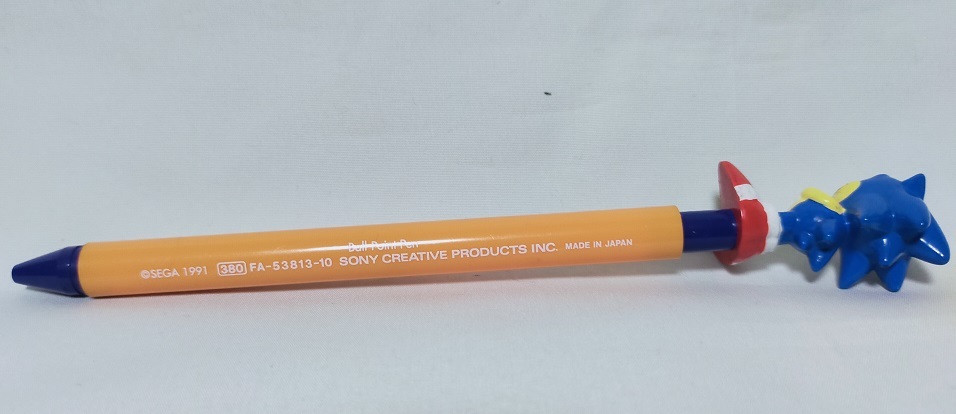 Ball Point Pen
©SEGA 1991 380 FA-53813-10 SONY CREATIVE PRODUCTS INC. MADE IN JAPAN